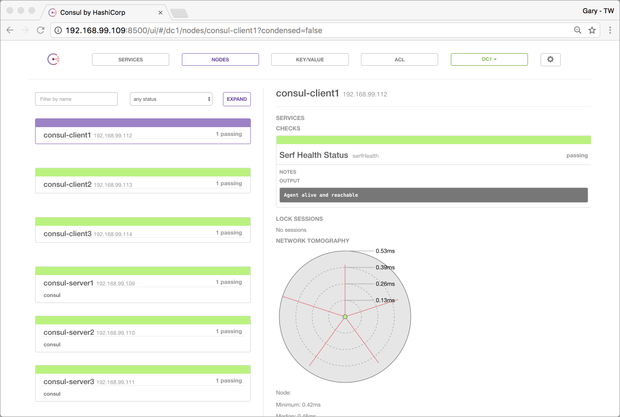 Consul by HashiCorp
Gary - TW
192.168.99.109:8500/ui/#/dc1/nodes/consul-client1?condensed=false
SERVICES
NODES
KEY/VALUE
ACL
DC1
Filter by name
any status
EXPAND
consul-client1 192.168.99.112
1 passing
consul-client2 192.168.99.113
1 passing
consul-client3 192.168.99.114
1 passing
consul-server1 192.168.99.109
1 passing
consul
consul-server2 192.168.99.110
1 passing
consul
consul-server3 192.168.99.111
1 passing
consul
consul-client1 192.168.99.112
SERVICES
CHECKS
Serf Health Status serfHealth
passing
NOTES
OUTPUT
Agent alive and reachable
LOCK SESSIONS
No sessions
NETWORK TOMOGRAPHY
0.53ms
0.39ms
0.26ms
0.13ms
Node:
Minimum: 0.42ms